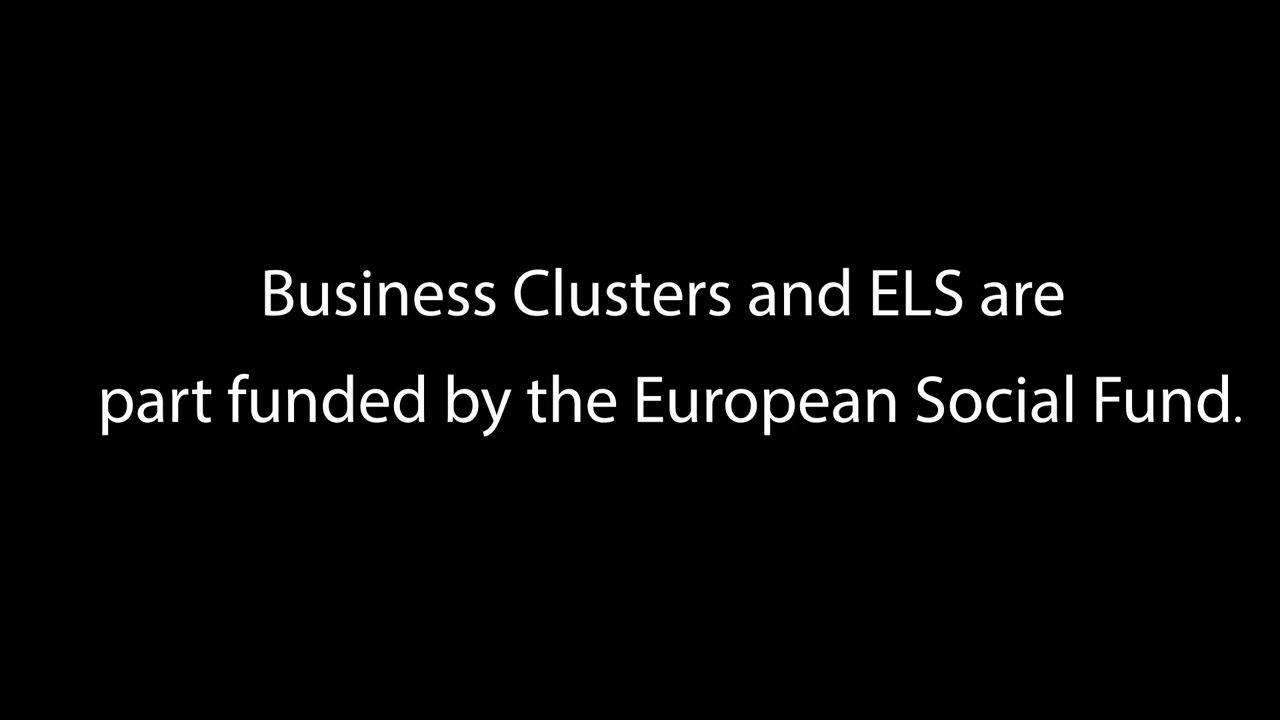 Business Clusters and ELS are
part funded by the European Social Fund.